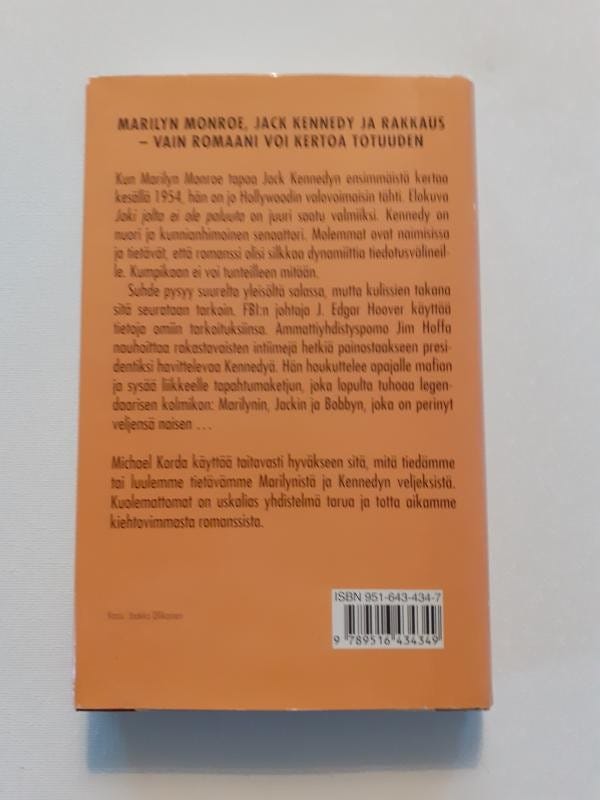 MARILYN MONROE, JACK KENNEDY JA RAKKAUS
– VAIN ROMAANI VOI KERTOA TOTUUDEN
Kun Marilyn Monroe tapaa Jack Kennedyn ensimmäistä kertaa
kesällä 1954, hän on jo Hollywoodin valovoimaisin tähti. Elokuva
Joki jolta ei ole paluuta on juuri saatu valmiiksi. Kennedy on
nuori ja kunnianhimoinen senaattori. Molemmat ovat naimisissa
ja tietävät, että romanssi olisi silkkaa dynamiittia tiedotusvälineil-
le. Kumpikaan ei voi tunteilleen mitään.
Suhde pysyy suurelta yleisöltä salassa, mutta kulissien takana
sitä seurataan tarkoin. FBI:n johtaja J. Edgar Hoover käyttää
tietoja omiin tarkoituksiinsa. Ammattiyhdistyspomo Jim Hoffa
nauhoittaa rakastavaisten intiimejä hetkiä painostaakseen presi-
dentiksi havittelevaa Kennedyä. Hän houkuttelee apajalle mafian
ja sysää liikkeelle tapahtumaketjun, joka lopulta tuhoaa legen-
daarisen kolmikon: Marilynin, Jackin ja Bobbyn, joka on perinyt
veljensä naisen ...
Michael Korda käyttää taitavasti hyväkseen sitä, mitä tiedämme
tai luulemme tietävämme Marilynistä ja Kennedyn veljeksistä.
Kuolemattomat on uskalias yhdistelmä tarua ja totta aikamme
kiehtovimmasta romanssista.
ISBN 951-643-434-7
9 789516 434349